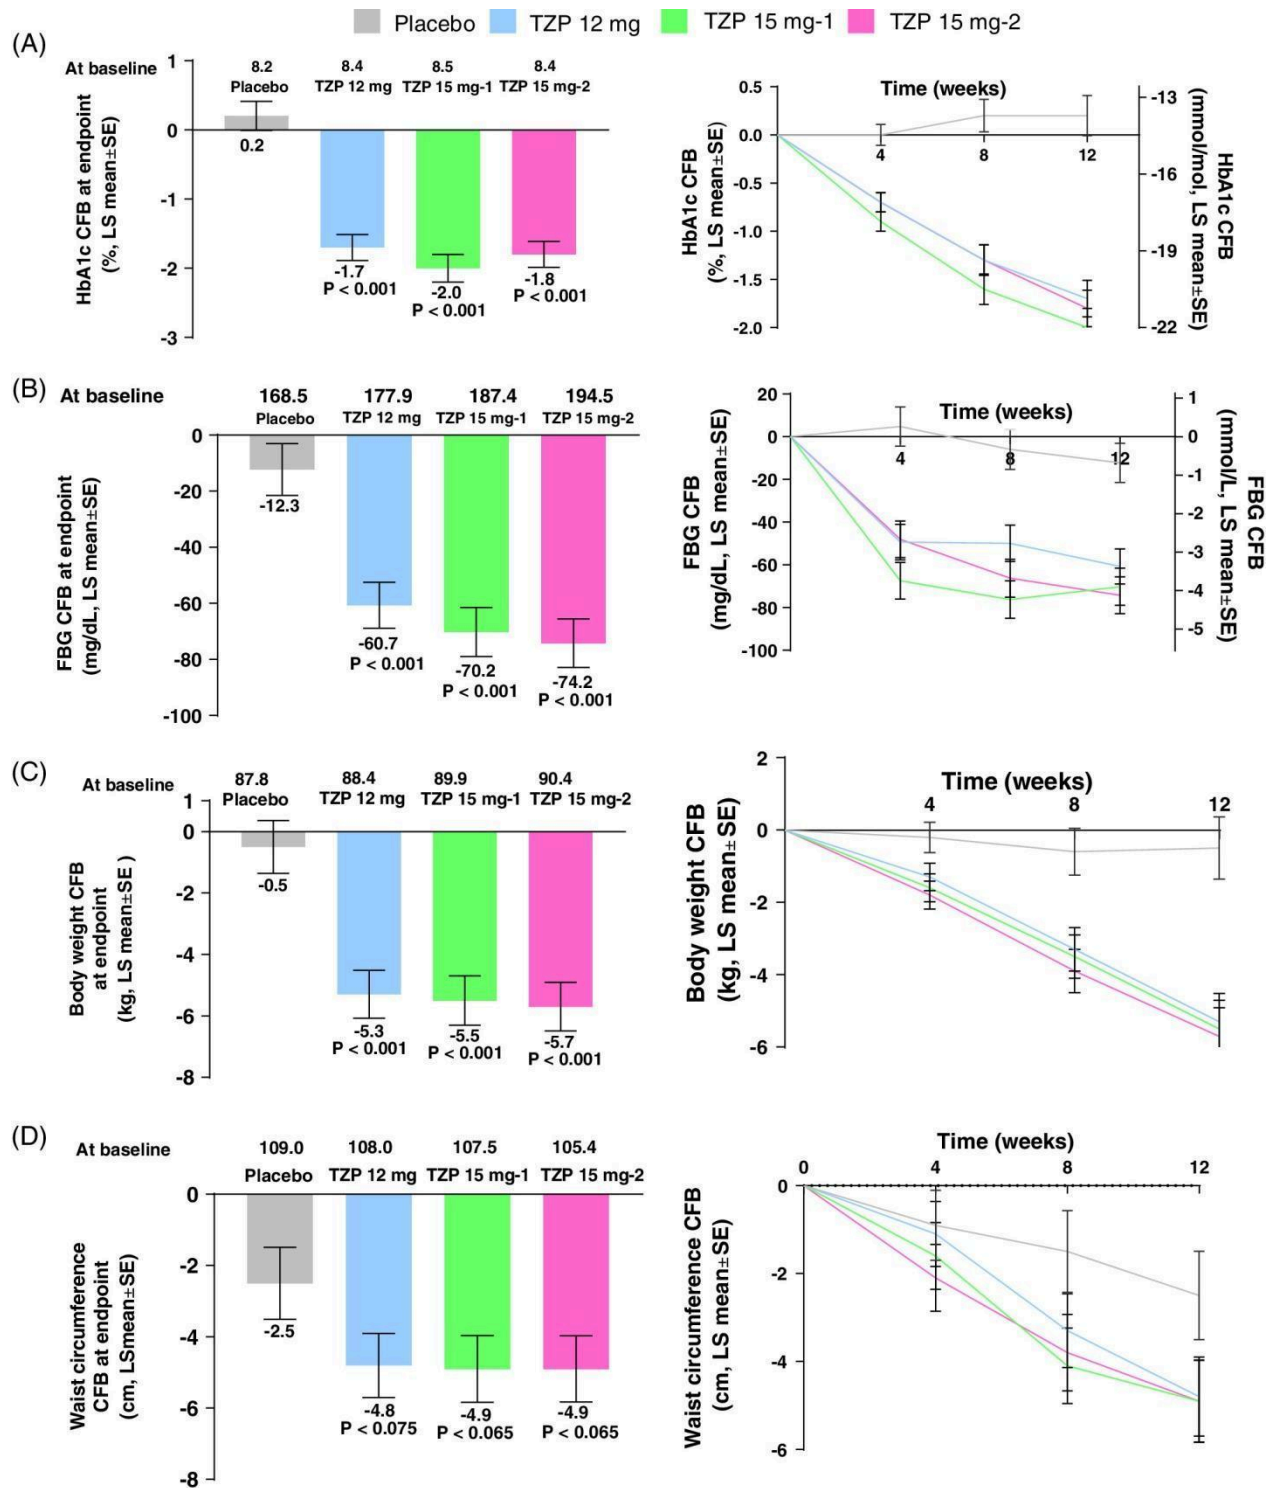 Placebo TZP 12 mg TZP 15 mg-1 TZP 15 mg-2
(A)
At baseline 8.2 8.4 8.5 8.4
Placebo TZP 12 mg TZP 15 mg-1 TZP 15 mg-2
HbA1c CFB at endpoint
(%, LS mean±SE)
1
0
-1
-2
-3
0.2
-1.7
P < 0.001
-2.0
P < 0.001
-1.8
P < 0.001
Time (weeks)
HbA1c CFB
(%, LS mean±SE)
0.5
0.0
-0.5
-1.0
-1.5
-2.0
4 8 12
-13
-16
-19
-22
HbA1c CFB
(mmol/mol, LS mean±SE)
(B)
At baseline 168.5 177.9 187.4 194.5
Placebo TZP 12 mg TZP 15 mg-1 TZP 15 mg-2
FBG CFB at endpoint
(mg/dL, LS mean±SE)
0
-20
-40
-60
-80
-100
-12.3
-60.7
P < 0.001
-70.2
P < 0.001
-74.2
P < 0.001
Time (weeks)
FBG CFB
(mg/dL, LS mean±SE)
20
0
-20
-40
-60
-80
-100
4 8 12
1
0
-1
-2
-3
-4
-5
FBG CFB
(mmol/L, LS mean±SE)
(C)
At baseline 87.8 88.4 89.9 90.4
Placebo TZP 12 mg TZP 15 mg-1 TZP 15 mg-2
Body weight CFB
at endpoint
(kg, LS mean±SE )
1
0
-2
-4
-6
-8
-0.5
-5.3
P < 0.001
-5.5
P < 0.001
-5.7
P < 0.001
Time (weeks)
4 8 12
Body weight CFB
(kg, LS mean±SE)
2
0
-2
-4
-6
(D)
At baseline 109.0 108.0 107.5 105.4
Placebo TZP 12 mg TZP 15 mg-1 TZP 15 mg-2
Waist circumference
CFB at endpoint
(cm, LSmean±SE)
0
-2
-4
-6
-8
-2.5
-4.8
P < 0.075
-4.9
P < 0.065
-4.9
P < 0.065
Time (weeks)
0 4 8 12
Waist circumference CFB
(cm, LS mean±SE)
0
-2
-4
-6